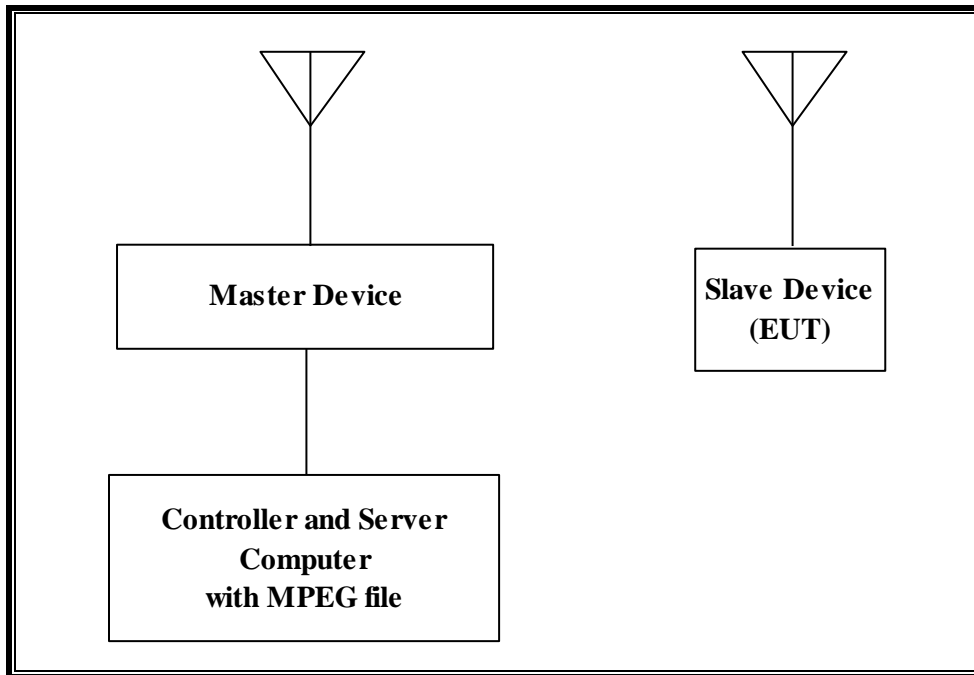 Master Device
Slave Device
(EUT)
Controller and Server
Computer
with MPEG file